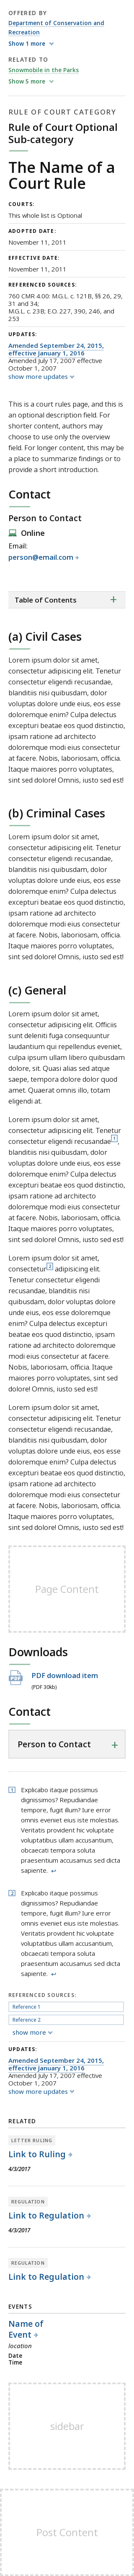 OFFERED BY
Department of Conservation and
Recreation
Show 1 more
RELATED TO
Snowmobile in the Parks
Show 5 more
RULE OF COURT CATEGORY
Rule of Court Optional
Sub-category
The Name of a
Court Rule
COURTS:
This whole list is Optional
ADOPTED DATE:
November 11, 2011
EFFECTIVE DATE:
November 11, 2011
REFERENCED SOURCES:
760 CMR 4.00: M.G.L. c. 121B, §§ 26, 29,
31 and 34;
M.G.L. c. 23B; E.O. 227, 390, 246, and
253
UPDATES:
Amended September 24, 2015,
effective January 1, 2016
Amended July 17, 2007 effective
October 1, 2007
show more updates
This is a court rules page, and this is
an optional description field. For
shorter content, authors may
choose to use only the overview
field. For longer content, this may be
a place to summarize findings or to
provide a short introduction.
Contact
Person to Contact
Online
Email:
person@email.com +
Table of Contents +
(a) Civil Cases
Lorem ipsum dolor sit amet,
consectetur adipisicing elit. Tenetur
consectetur eligendi recusandae,
blanditiis nisi quibusdam, dolor
voluptates dolore unde eius, eos esse
doloremque enim? Culpa delectus
excepturi beatae eos quod distinctio,
ipsam ratione ad architecto
doloremque modi enim eius
consectetur at facere. Nobis,
laboriosam, officia. Itaque maiores
porro voluptates, sint sed dolore!
Omnis, iusto sed est!
(b) Criminal Cases
Lorem ipsum dolor sit amet,
consectetur adipisicing elit. Tenetur
consectetur eligendi recusandae,
blanditiis nisi quibusdam, dolor
voluptates dolore unde eius, eos esse
doloremque enim? Culpa delectus
excepturi beatae eos quod distinctio,
ipsam ratione ad architecto
doloremque modi enim eius
consectetur at facere. Nobis,
laboriosam, officia. Itaque maiores
porro voluptates, sint sed dolore!
Omnis, iusto sed est!
(c) General
Lorem ipsum dolor sit amet,
consectetur adipisicing elit. Officiis
sunt deleniti fuga consequuntur
laudantium qui repellat eveniet amet,
culpa ipsum ullam libero quidem ut
dolore, sit. Quasi alias sed atque
saepe, tempora dolore dolor quod
amet. Quaerat omnis illo, totam
eligendi at.
Lorem ipsum dolor sit amet,
consectetur adipisicing elit. Tenetur
consectetur eligendi recusandae[1],
blanditiis nisi quibusdam, dolor
voluptates dolore unde eius, eos esse
doloremque enim? Culpa delectus
excepturi beatae eos quod distinctio,
ipsam ratione ad architecto
doloremque modi enim eius
consectetur at facere. Nobis,
laboriosam, officia. Itaque maiores
porro voluptates, sint sed dolore!
Omnis, iusto sed est!
Lorem ipsum dolor sit amet,
consectetur[2] adipisicing elit.
Tenetur consectetur eligendi
recusandae, blanditiis nisi
quibusdam, dolor voluptates dolore
unde eius, eos esse doloremque
enim? Culpa delectus excepturi
beatae eos quod distinctio, ipsam
ratione ad architecto doloremque
modi enim eius consectetur at facere.
Nobis, laboriosam, officia. Itaque
maiores porro voluptates, sint sed
dolore! Omnis, iusto sed est!
Lorem ipsum dolor sit amet,
consectetur adipisicing elit. Tenetur
consectetur eligendi recusandae,
blanditiis nisi quibusdam, dolor
voluptates dolore unde eius, eos esse
doloremque enim? Culpa delectus
excepturi beatae eos quod distinctio,
ipsam ratione ad architecto
doloremque modi enim eius
consectetur at facere. Nobis,
laboriosam, officia. Itaque maiores
porro voluptates, sint sed dolore!
Omnis, iusto sed est!
Page Content
Downloads
PDF PDF download item
(PDF 30kb)
Contact
Person to Contact +
1 Explicabo itaque possimus
dignissimos? Repudiandae
tempore, fugit illum? Iure error
omnis eveniet eius iste molestias.
Veritatis provident hic voluptate
voluptatibus ullam accusantium,
obcaecati tempora soluta
praesentium accusamus sed dicta
sapiente. ↩
2 Explicabo itaque possimus
dignissimos? Repudiandae
tempore, fugit illum? Iure error
omnis eveniet eius iste molestias.
Veritatis provident hic voluptate
voluptatibus ullam accusantium,
obcaecati tempora soluta
praesentium accusamus sed dicta
sapiente. ↩
REFERENCED SOURCES:
Reference 1
Reference 2
show more
UPDATES:
Amended September 24, 2015,
effective January 1, 2016
Amended July 17, 2007 effective
October 1, 2007
show more updates
RELATED
LETTER RULING
Link to Ruling
4/3/2017
REGULATION
Link to Regulation
4/3/2017
REGULATION
Link to Regulation
EVENTS
Name of
Event
location
Date
Time
sidebar
Post Content